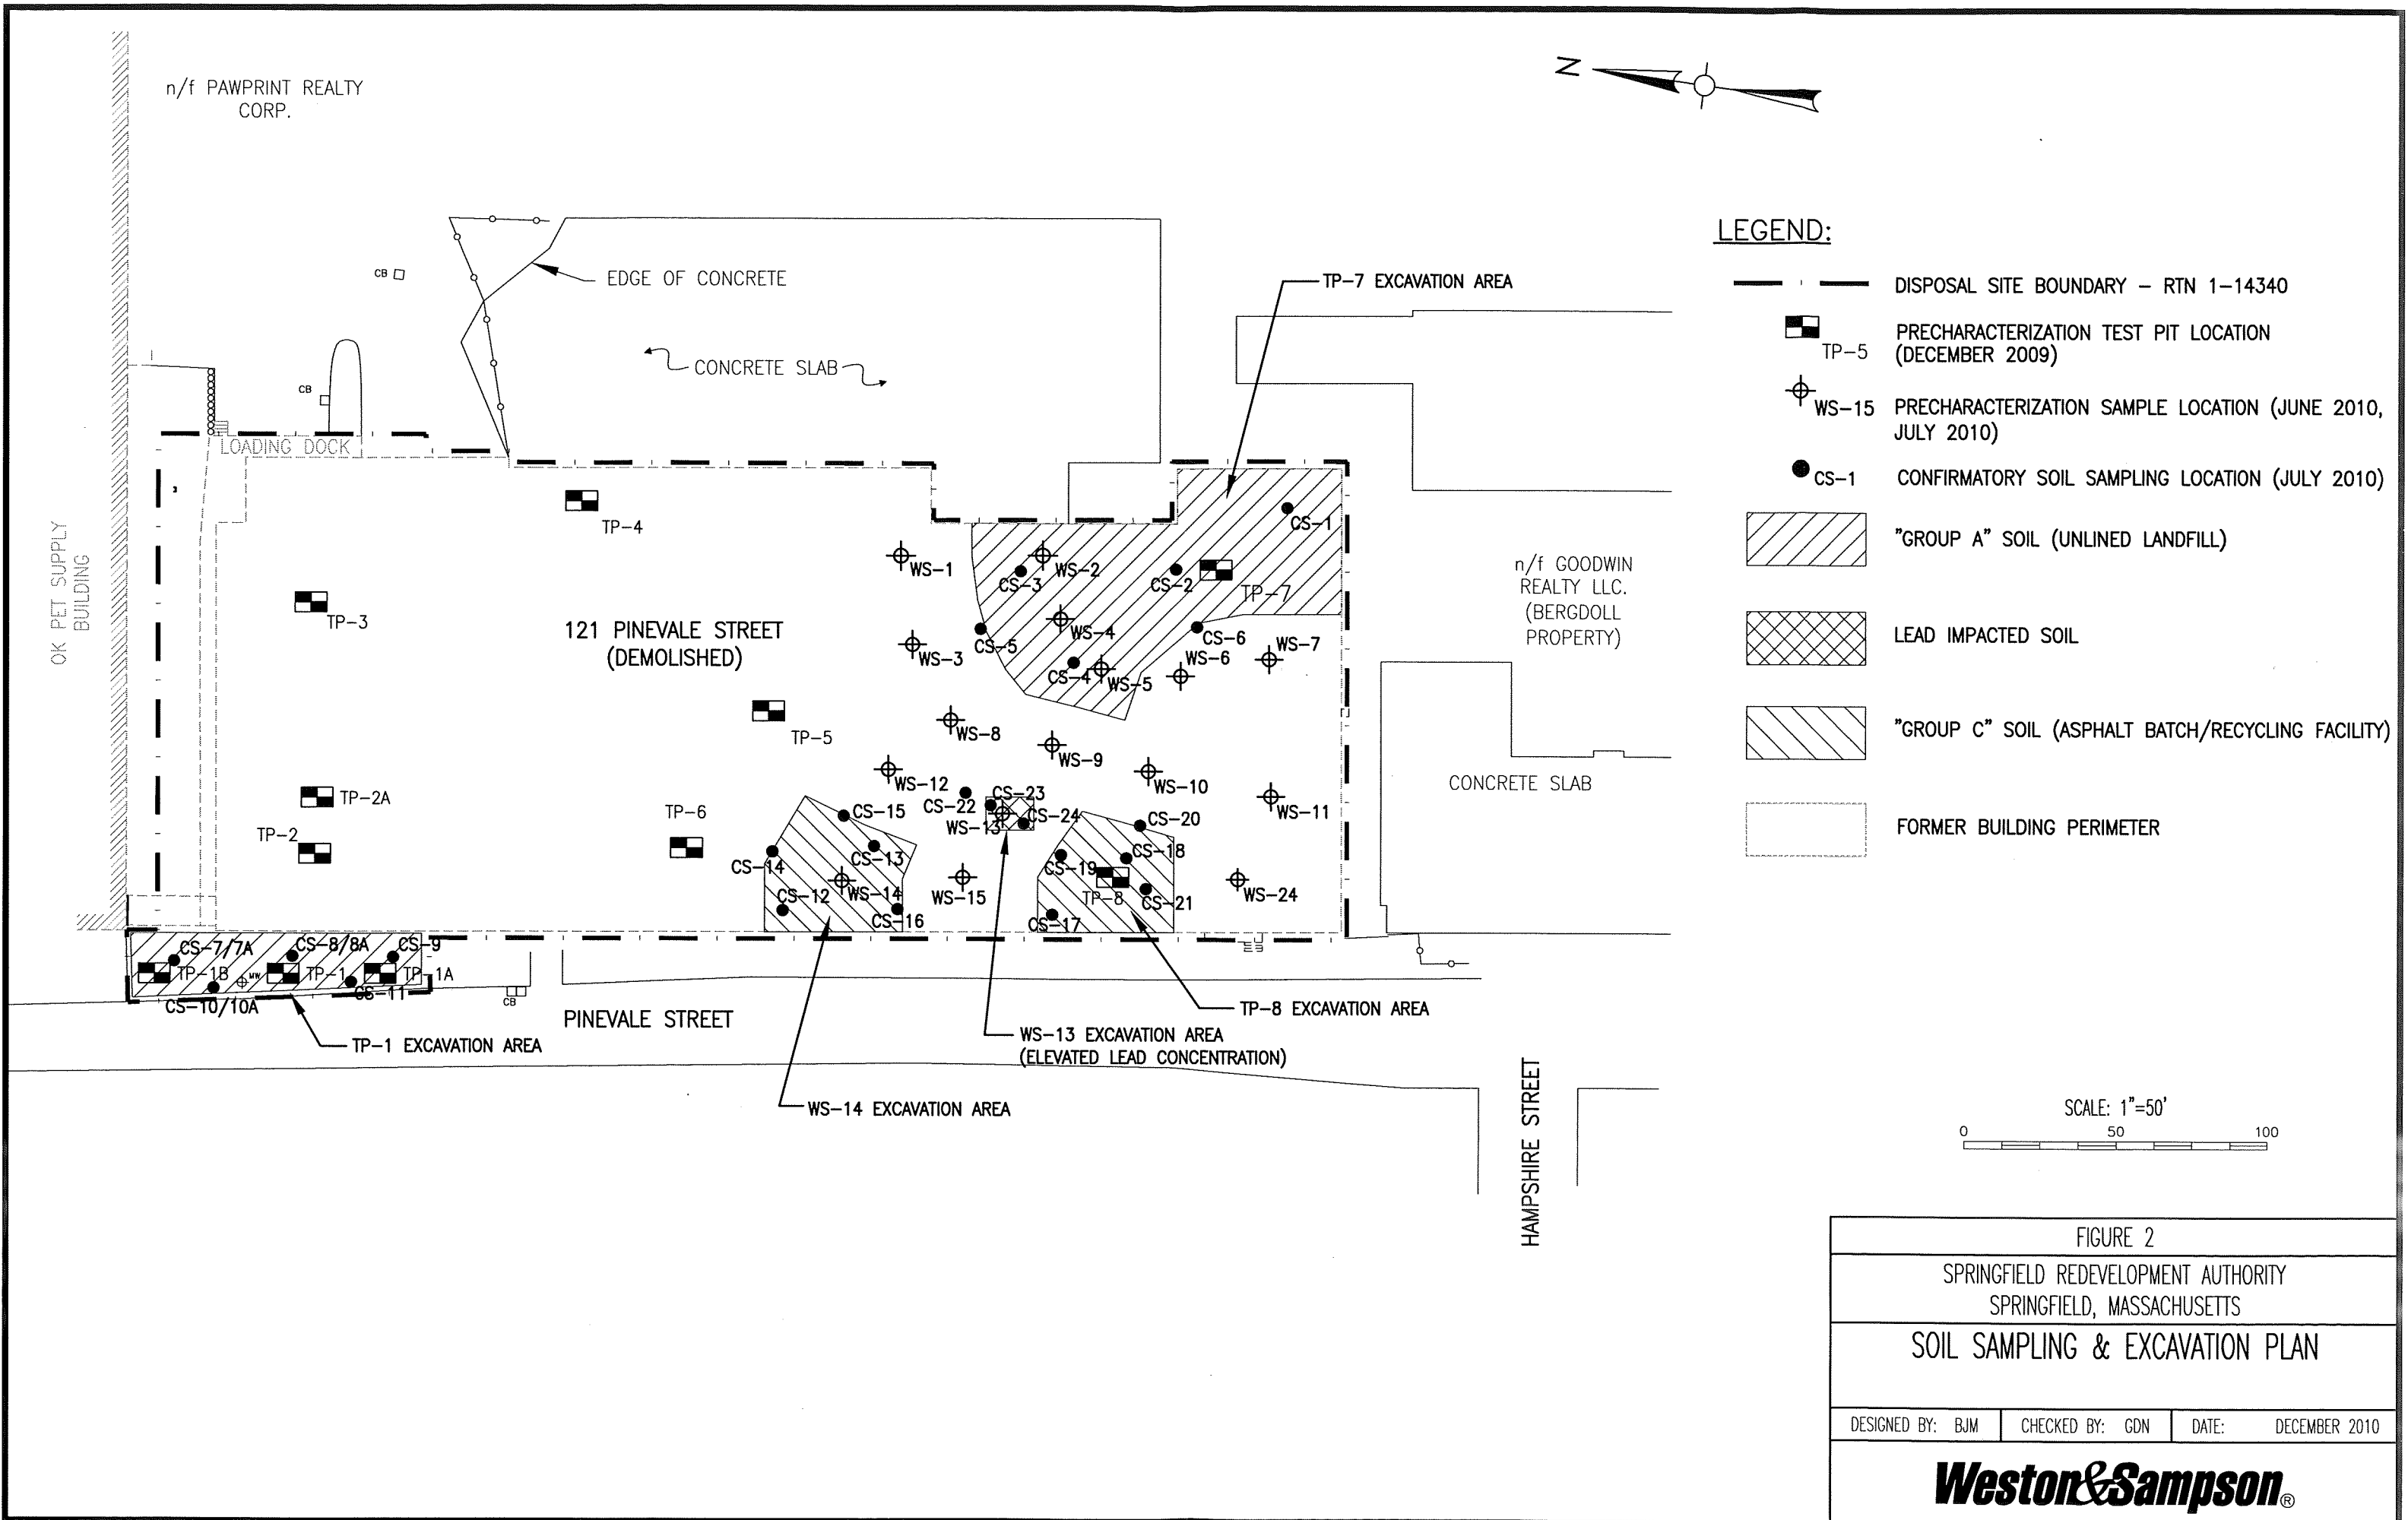 n/f PAWPRINT REALTY
CORP.
N
CB
EDGE OF CONCRETE
TP-7 EXCAVATION AREA
CONCRETE SLAB
CB
LOADING DOCK
OK PET SUPPLY
BUILDING
TP-4
TP-3
121 PINEVALE STREET
(DEMOLISHED)
WS-1
WS-2
CS-3
CS-2
CS-1
TP-7
WS-4
CS-5
CS-6
WS-3
WS-7
WS-6
CS-4
WS-5
n/f GOODWIN
REALTY LLC.
(BERGDOLL
PROPERTY)
TP-5
WS-8
WS-9
WS-12
WS-10
WS-11
CONCRETE SLAB
TP-2A
TP-2
TP-6
CS-15
CS-22
CS-23
WS-13
CS-24
CS-20
CS-14
CS-13
CS-19
CS-18
CS-12
WS-14
WS-15
TP-8
CS-21
WS-24
CS-16
CS-17
CS-7/7A
CS-8/8A
CS-9
TP-1B
MW
TP-1
TP-1A
CS-10/10A
CS-11
CB
PINEVALE STREET
TP-1 EXCAVATION AREA
TP-8 EXCAVATION AREA
WS-13 EXCAVATION AREA
(ELEVATED LEAD CONCENTRATION)
WS-14 EXCAVATION AREA
HAMPSHIRE STREET
LEGEND:
DISPOSAL SITE BOUNDARY - RTN 1-14340
TP-5
PRECHARACTERIZATION TEST PIT LOCATION
(DECEMBER 2009)
WS-15
PRECHARACTERIZATION SAMPLE LOCATION (JUNE 2010,
JULY 2010)
CS-1
CONFIRMATORY SOIL SAMPLING LOCATION (JULY 2010)
"GROUP A" SOIL (UNLINED LANDFILL)
LEAD IMPACTED SOIL
"GROUP C" SOIL (ASPHALT BATCH/RECYCLING FACILITY)
FORMER BUILDING PERIMETER
SCALE: 1"=50'
0 50 100
FIGURE 2
SPRINGFIELD REDEVELOPMENT AUTHORITY
SPRINGFIELD, MASSACHUSETTS
SOIL SAMPLING & EXCAVATION PLAN
DESIGNED BY: BJM CHECKED BY: GDN DATE: DECEMBER 2010
Weston&Sampson®